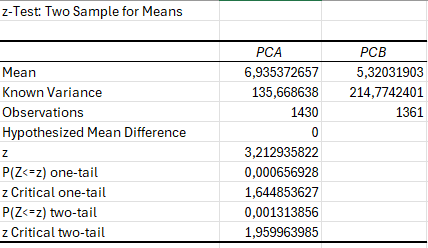 z-Test: Two Sample for Means
PCA PCB
Mean 6,935372657 5,32031903
Known Variance 135,668638 214,7742401
Observations 1430 1361
Hypothesized Mean Difference 0
z 3,212935822
P(Z<=z) one-tail 0,000656928
z Critical one-tail 1,644853627
P(Z<=z) two-tail 0,001313856
z Critical two-tail 1,959963985